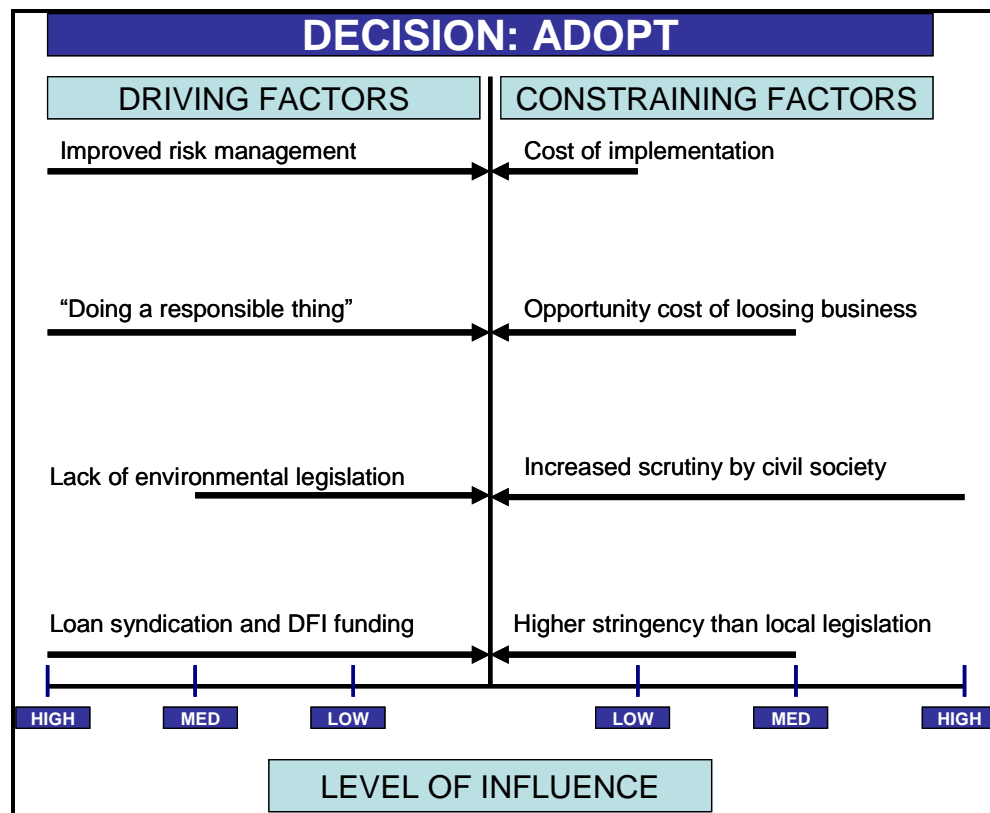 DECISION: ADOPT
DRIVING FACTORS
CONSTRAINING FACTORS
Improved risk management
Cost of implementation
“Doing a responsible thing”
Opportunity cost of loosing business
Lack of environmental legislation
Increased scrutiny by civil society
Loan syndication and DFI funding
Higher stringency than local legislation
HIGH
MED
LOW
LOW
MED
HIGH
LEVEL OF INFLUENCE